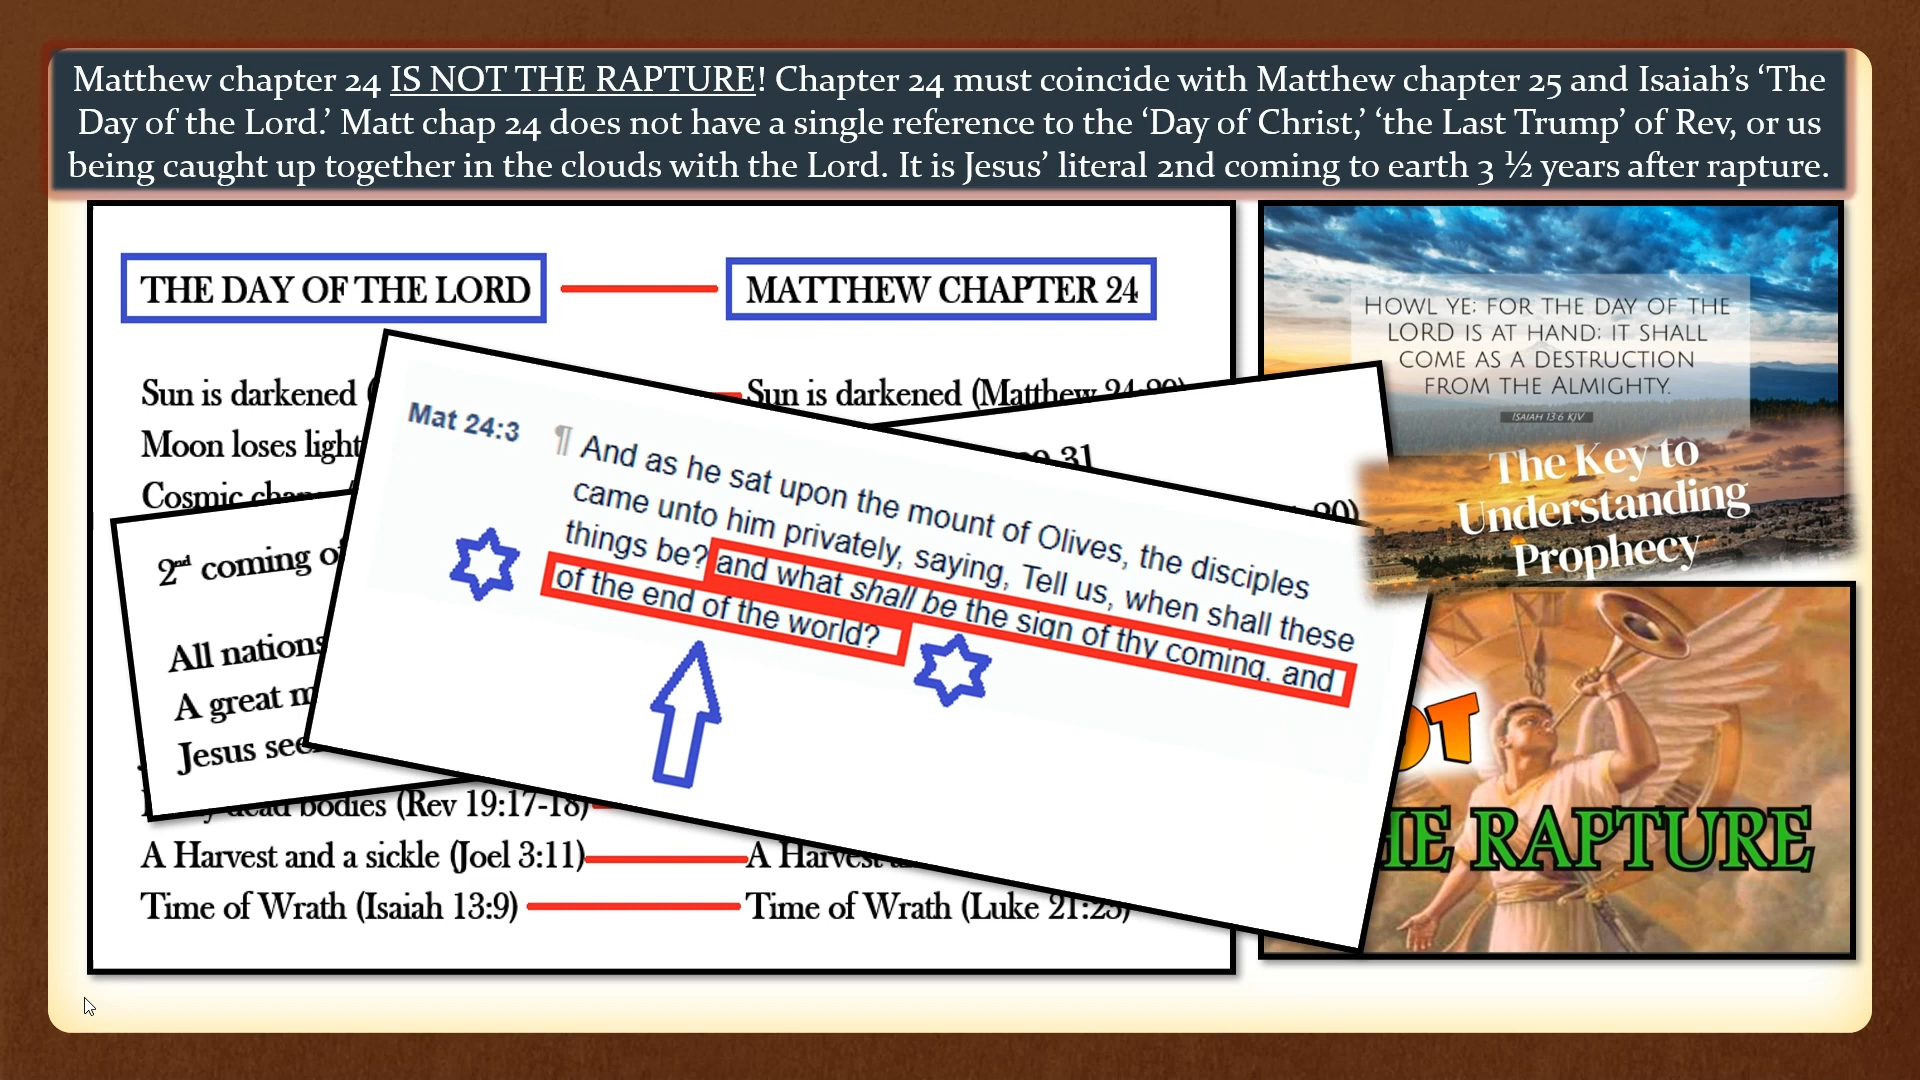 Matthew chapter 24 IS NOT THE RAPTURE! Chapter 24 must coincide with Matthew chapter 25 and Isaiah’s ‘The
Day of the Lord.’ Matt chap 24 does not have a single reference to the ‘Day of Christ,’ ‘the Last Trump’ of Rev, or us
being caught up together in the clouds with the Lord. It is Jesus’ literal 2nd coming to earth 3 ½ years after rapture.
THE DAY OF THE LORD
MATTHEW CHAPTER 24
Sun is darkened (
Sun is darkened (Matthew 24:29)
Moon loses light
Cosmic
2nd coming of
All nations
A great
Jesus
dead bodies (Rev 19:17-18)
A Harvest and a sickle (Joel 3:11)
A Harvest
Time of Wrath (Isaiah 13:9)
Time of Wrath (Luke 21:23)
Mat 24:3
¶ And as he sat upon the mount of Olives, the disciples
came unto him privately, saying, Tell us, when shall these
things be? and what shall be the sign of thy coming, and
of the end of the world?
Howl ye; for the day of the
LORD is at hand; it shall
come as a destruction
from the Almighty.
ISAIAH 13:6 KJV
The Key to
Understanding
Prophecy
OT
HE RAPTURE